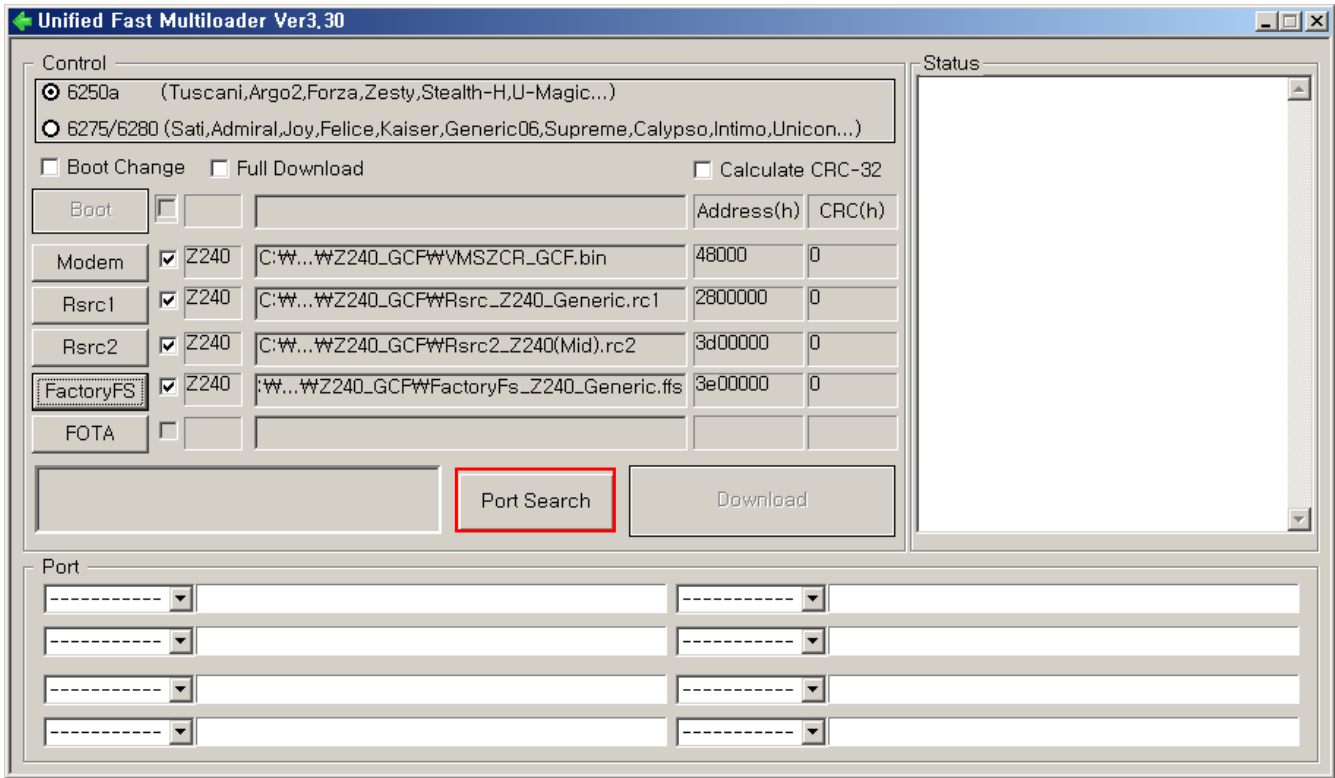 Unified Fast Multiloader Ver3.30
Control
6250a (Tuscani,Argo2,Forza,Zesty,Stealth-H,U-Magic...)
6275/6280 (Sati,Admiral,Joy,Felice,Kaiser,Generic06,Supreme,Calypso,Intimo,Unicon...)
Boot Change Full Download Calculate CRC-32
Boot Address(h) CRC(h)
Modem Z240 C:₩...₩Z240_GCF₩VMSZCR_GCF.bin 48000 0
Rsrc1 Z240 C:₩...₩Z240_GCF₩Rsrc_Z240_Generic.rc1 2800000 0
Rsrc2 Z240 C:₩...₩Z240_GCF₩Rsrc2_Z240(Mid).rc2 3d00000 0
FactoryFS Z240 :₩...₩Z240_GCF₩FactoryFs_Z240_Generic.ffs 3e00000 0
FOTA
Port Search Download
Status
Port
----------- -----------
----------- -----------
----------- -----------
----------- -----------